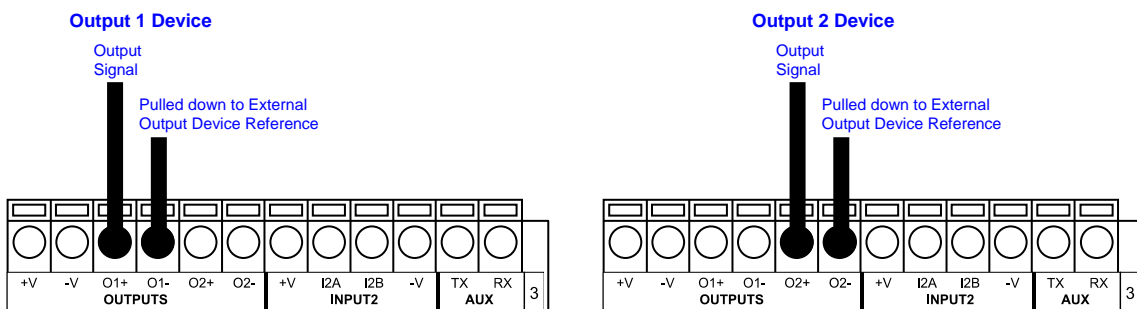 Output 1 Device
Output
Signal
Pulled down to External
Output Device Reference
+V -V O1+ O1- O2+ O2- +V I2A I2B -V TX RX
OUTPUTS INPUT2 AUX
3
Output 2 Device
Output
Signal
Pulled down to External
Output Device Reference
+V -V O1+ O1- O2+ O2- +V I2A I2B -V TX RX
OUTPUTS INPUT2 AUX
3